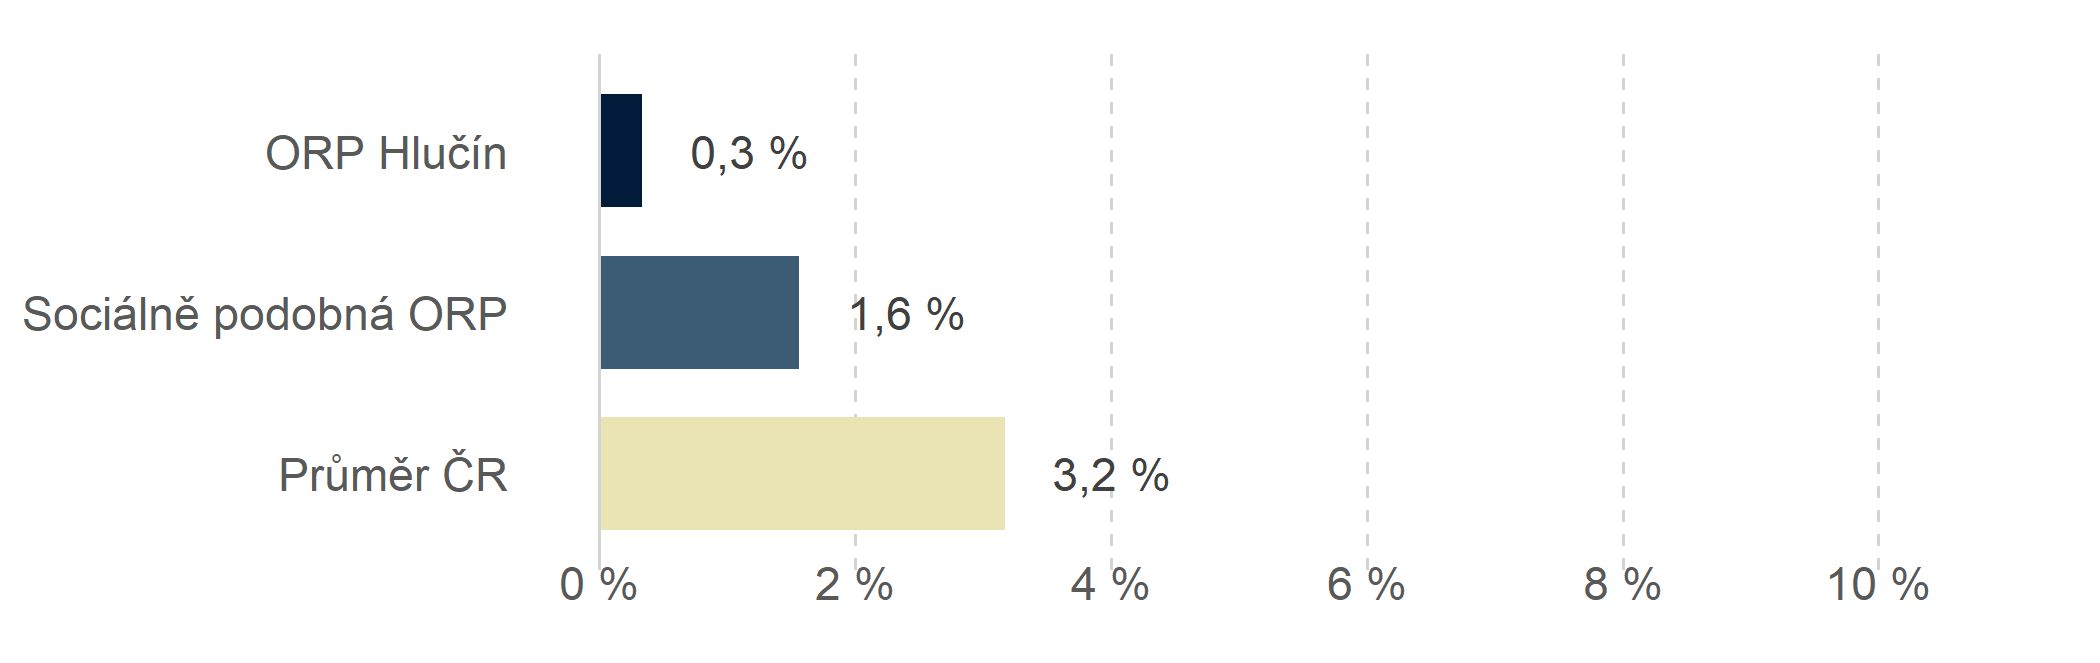 ORP Hlučín 0,3 %
Sociálně podobná ORP 1,6 %
Průměr ČR 3,2 %
0 % 2 % 4 % 6 % 8 % 10 %